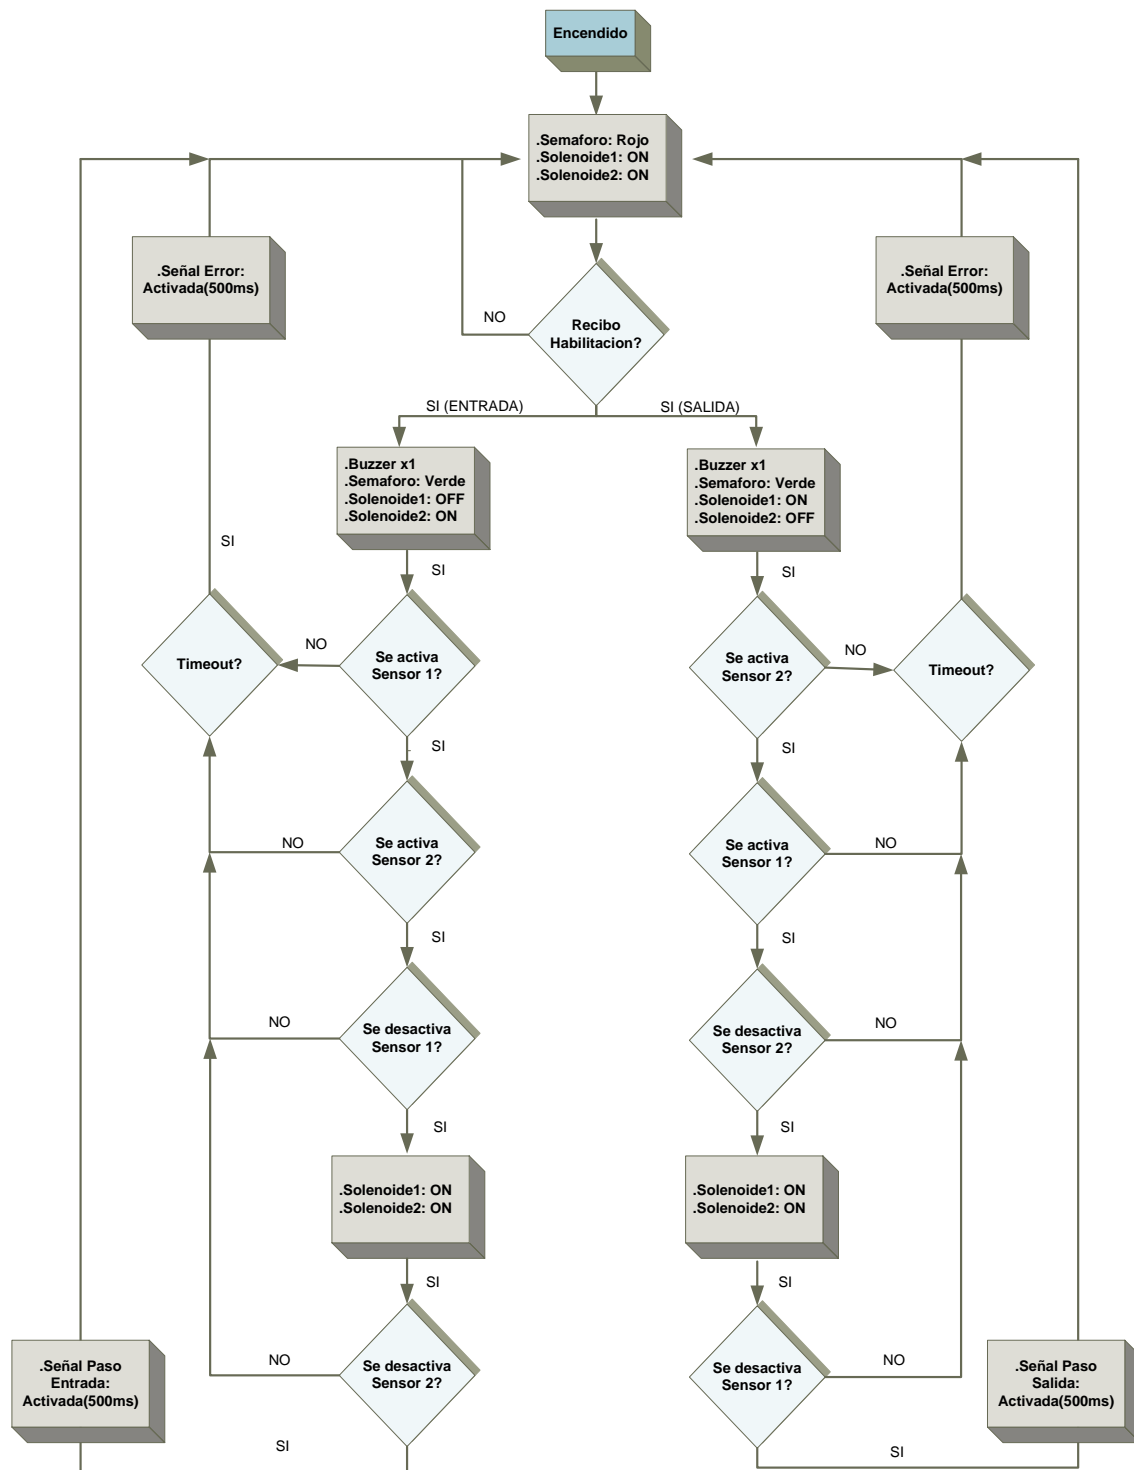 Encendido
.Semaforo: Rojo
.Solenoide1: ON
.Solenoide2: ON
.Señal Error:
Activada(500ms)
.Señal Error:
Activada(500ms)
NO
Recibo
Habilitacion?
SI (ENTRADA)
SI (SALIDA)
.Buzzer x1
.Semaforo: Verde
.Solenoide1: OFF
.Solenoide2: ON
.Buzzer x1
.Semaforo: Verde
.Solenoide1: ON
.Solenoide2: OFF
SI
SI
SI
Timeout?
NO
Se activa
Sensor 1?
Se activa
Sensor 2?
NO
Timeout?
SI
SI
NO
Se activa
Sensor 2?
Se activa
Sensor 1?
NO
SI
SI
NO
Se desactiva
Sensor 1?
Se desactiva
Sensor 2?
NO
SI
SI
.Solenoide1: ON
.Solenoide2: ON
.Solenoide1: ON
.Solenoide2: ON
SI
SI
.Señal Paso
Entrada:
Activada(500ms)
NO
Se desactiva
Sensor 2?
Se desactiva
Sensor 1?
NO
.Señal Paso
Salida:
Activada(500ms)
SI
SI